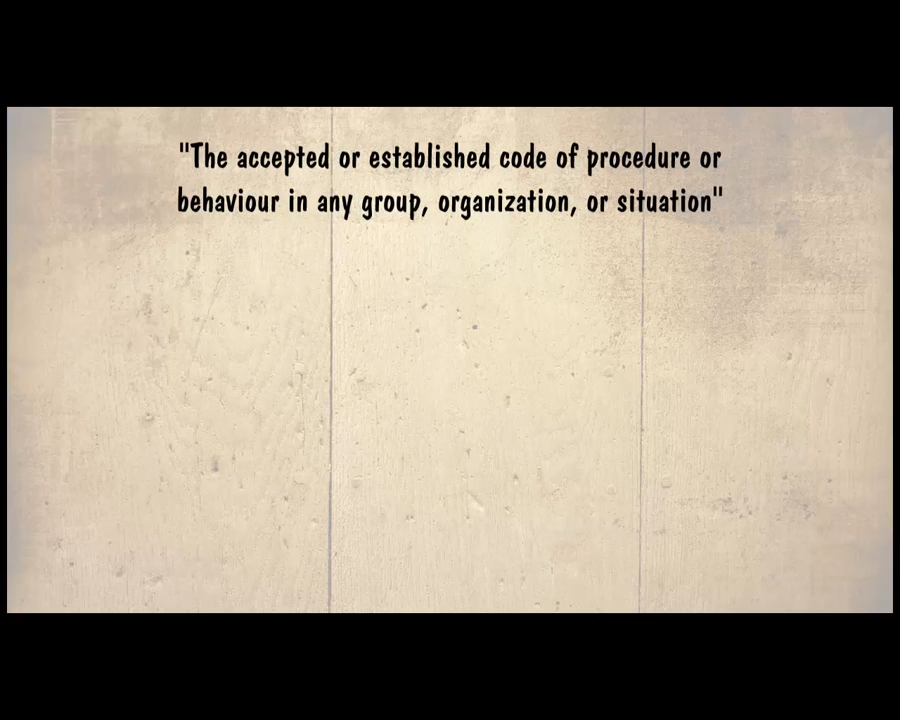 "The accepted or established code of procedure or
behaviour in any group, organization, or situation"